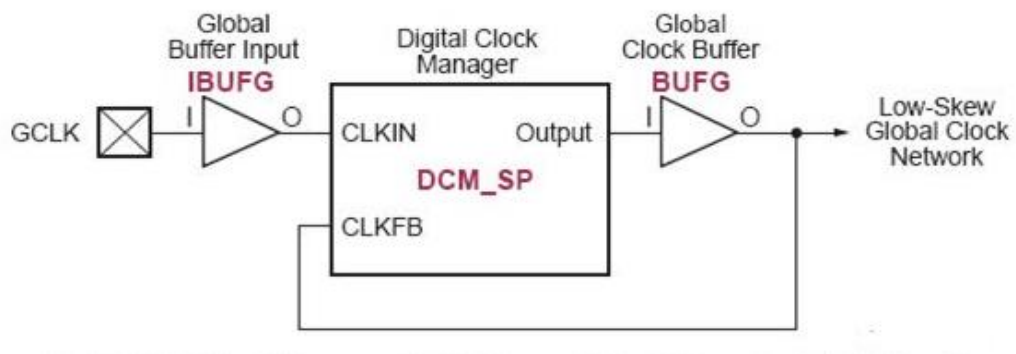 Global
Buffer Input
IBUFG
Digital Clock
Manager
Global
Clock Buffer
BUFG
GCLK
I
O
CLKIN
Output
I
O
Low-Skew
Global Clock
Network
DCM_SP
CLKFB